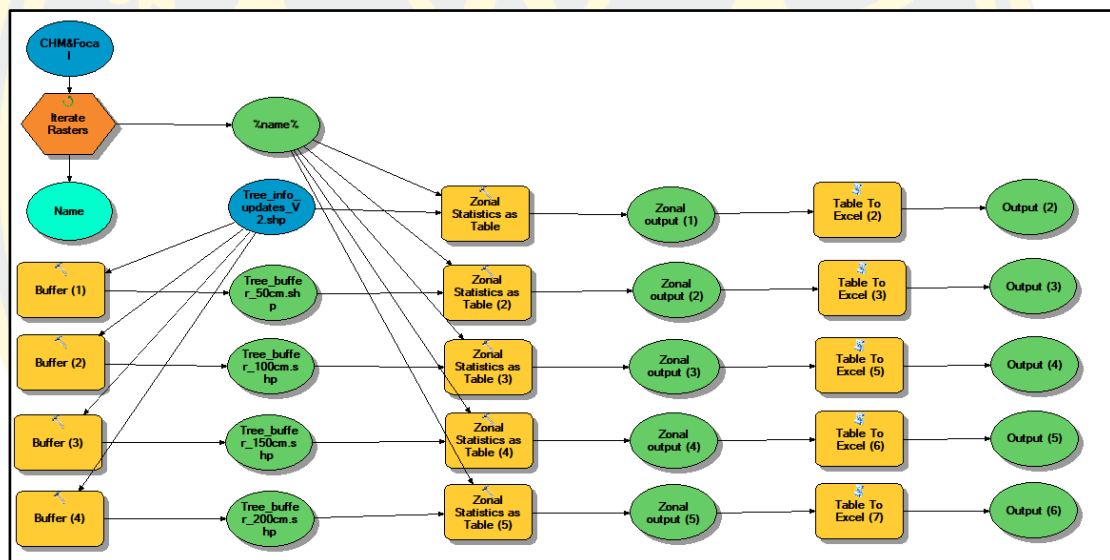 CHM&Foca
l
Iterate
Rasters
%name%
Name
Tree_info_
updates_V
2.shp
Zonal
Statistics as
Table
Zonal
output (1)
Table To
Excel (2)
Output (2)
Buffer (1)
Tree_buffe
r_50cm.sh
p
Zonal
Statistics as
Table (2)
Zonal
output (2)
Table To
Excel (3)
Output (3)
Buffer (2)
Tree_buffe
r_100cm.s
hp
Zonal
Statistics as
Table (3)
Zonal
output (3)
Table To
Excel (5)
Output (4)
Buffer (3)
Tree_buffe
r_150cm.s
hp
Zonal
Statistics as
Table (4)
Zonal
output (4)
Table To
Excel (6)
Output (5)
Buffer (4)
Tree_buffe
r_200cm.s
hp
Zonal
Statistics as
Table (5)
Zonal
output (5)
Table To
Excel (7)
Output (6)